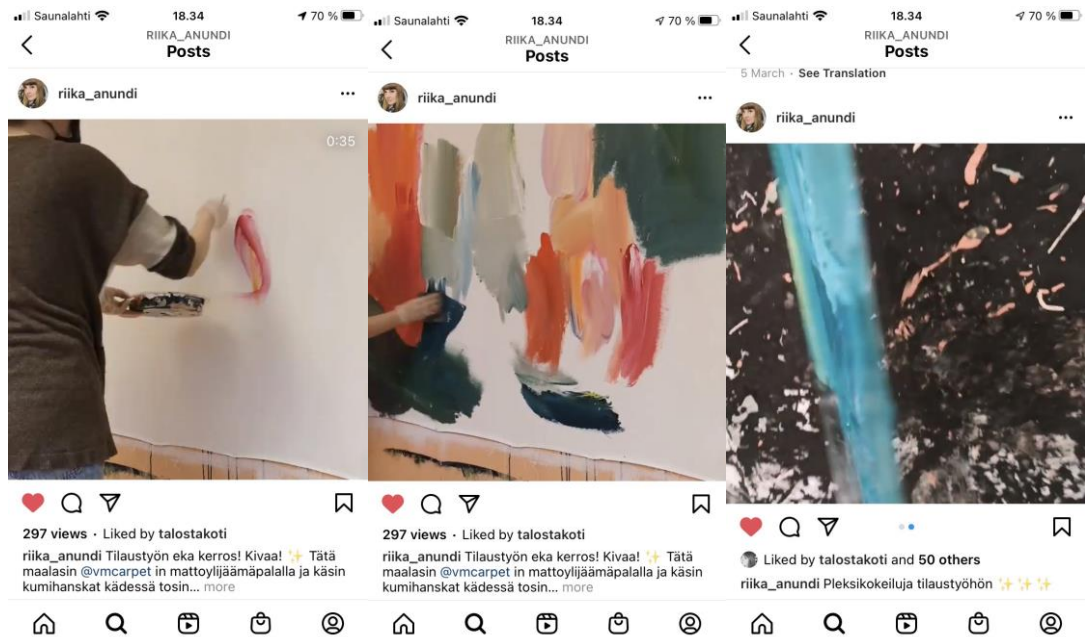 Saunalahti 18.34 70 %
RIIKA_ANUNDI
Posts
riika_anundi
0:35
297 views · Liked by talostakoti
riika_anundi Tilaustyön eka kerros! Kivaa! ✨ Tätä
maalasin @vmcarpet in mattoylijäämäpalalla ja käsin
kumihanskat kädessä tosin... more
Saunalahti 18.34 70 %
RIIKA_ANUNDI
Posts
riika_anundi
297 views · Liked by talostakoti
riika_anundi Tilaustyön eka kerros! Kivaa! ✨ Tätä
maalasin @vmcarpet in mattoylijäämäpalalla ja käsin
kumihanskat kädessä tosin... more
Saunalahti 18.34 70 %
RIIKA_ANUNDI
Posts
5 March · See Translation
riika_anundi
Liked by talostakoti and 50 others
riika_anundi Pleksikokeiluja tilaustyöhön ✨ ✨ ✨